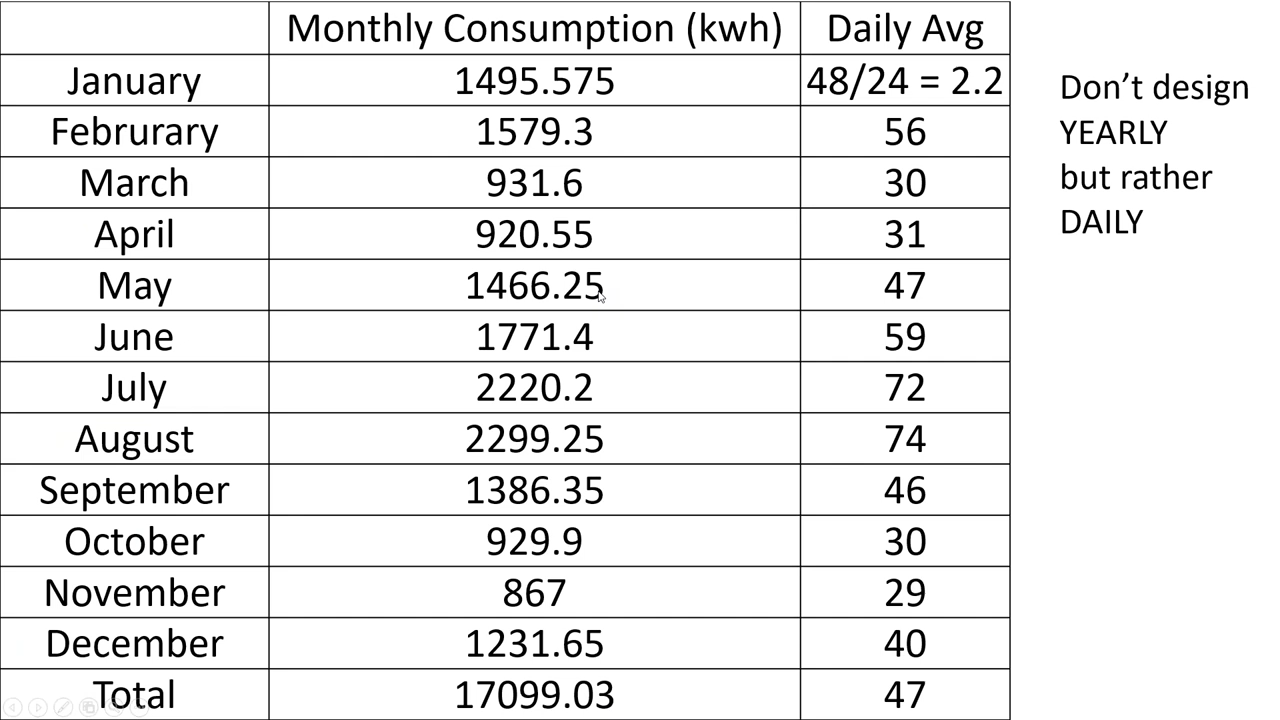 Monthly Consumption (kwh) Daily Avg
January 1495.575 48/24 = 2.2
Februrary 1579.3 56
March 931.6 30
April 920.55 31
May 1466.25 47
June 1771.4 59
July 2220.2 72
August 2299.25 74
September 1386.35 46
October 929.9 30
November 867 29
December 1231.65 40
Total 17099.03 47
Don't design
YEARLY
but rather
DAILY